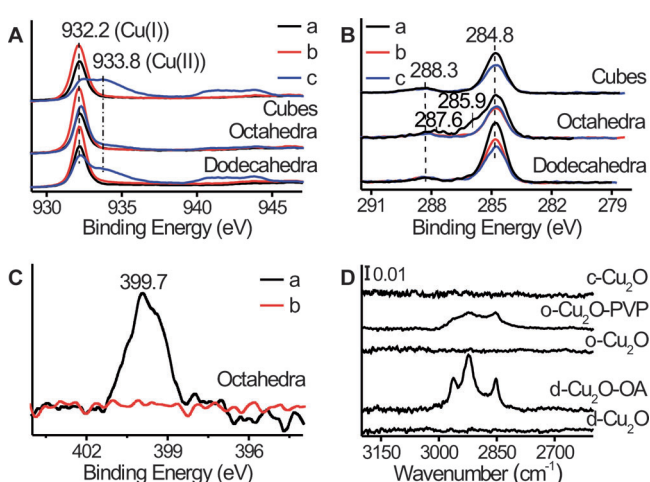 A
932.2 (Cu(I))
933.8 (Cu(II))
a
b
c
Cubes
Octahedra
Dodecahedra
930 935 940 945
Binding Energy (eV)
B
284.8
a
b
c
288.3
Cubes
285.9
287.6
Octahedra
Dodecahedra
291 288 285 282 279
Binding Energy (eV)
C
399.7
a
b
Octahedra
402 399 396
Binding Energy (eV)
D
0.01
c-Cu₂O
o-Cu₂O-PVP
o-Cu₂O
d-Cu₂O-OA
d-Cu₂O
3150 3000 2850 2700
Wavenumber (cm⁻¹)